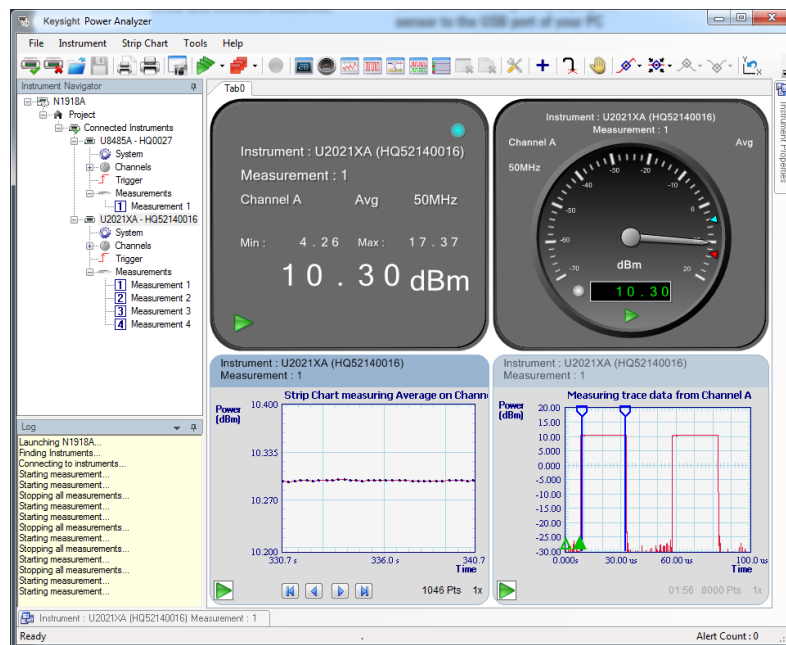 sensor to the USB port of your PC
Keysight Power Analyzer
File Instrument Strip Chart Tools Help
Instrument Navigator
N1918A
Project
Connected Instruments
U8485A - HQ0027
System
Channels
Trigger
Measurements
1 Measurement 1
U2021XA - HQ52140016
System
Channels
Trigger
Measurements
1 Measurement 1
2 Measurement 2
3 Measurement 3
4 Measurement 4
Log
Launching N1918A...
Finding Instruments...
Connecting to instruments...
Starting measurement...
Starting measurement...
Stopping all measurements...
Starting measurement...
Stopping all measurements...
Starting measurement...
Starting measurement...
Stopping all measurements...
Starting measurement...
Stopping all measurements...
Starting measurement...
Starting measurement...
Tab0
Instrument : U2021XA (HQ52140016)
Measurement : 1
Channel A Avg 50MHz
Min : 4.26 Max : 17.37
10.30 dBm
Instrument : U2021XA (HQ52140016)
Measurement : 1
Channel A Avg
50MHz
-70
-60
-50
-40
-30
-20
-10
0
10
20
dBm
10.30
Instrument : U2021XA (HQ52140016)
Measurement : 1
Strip Chart measuring Average on Chann
Power
(dBm)
10.400
10.335
10.270
10.200
330.7 s 336.0 s 340.7
Time
1046 Pts 1x
Instrument : U2021XA (HQ52140016)
Measurement : 1
Measuring trace data from Channel A
Power
(dBm)
20.00
15.00
10.00
5.000
0.000
-5.000
-10.00
-15.00
-20.00
-25.00
-30.00
0.000s 30.00 us 60.00 us 100.0 us
Time
01:56 8000 Pts 1x
Instrument Properties
Instrument : U2021XA (HQ52140016) Measurement : 1
Ready
Alert Count : 0